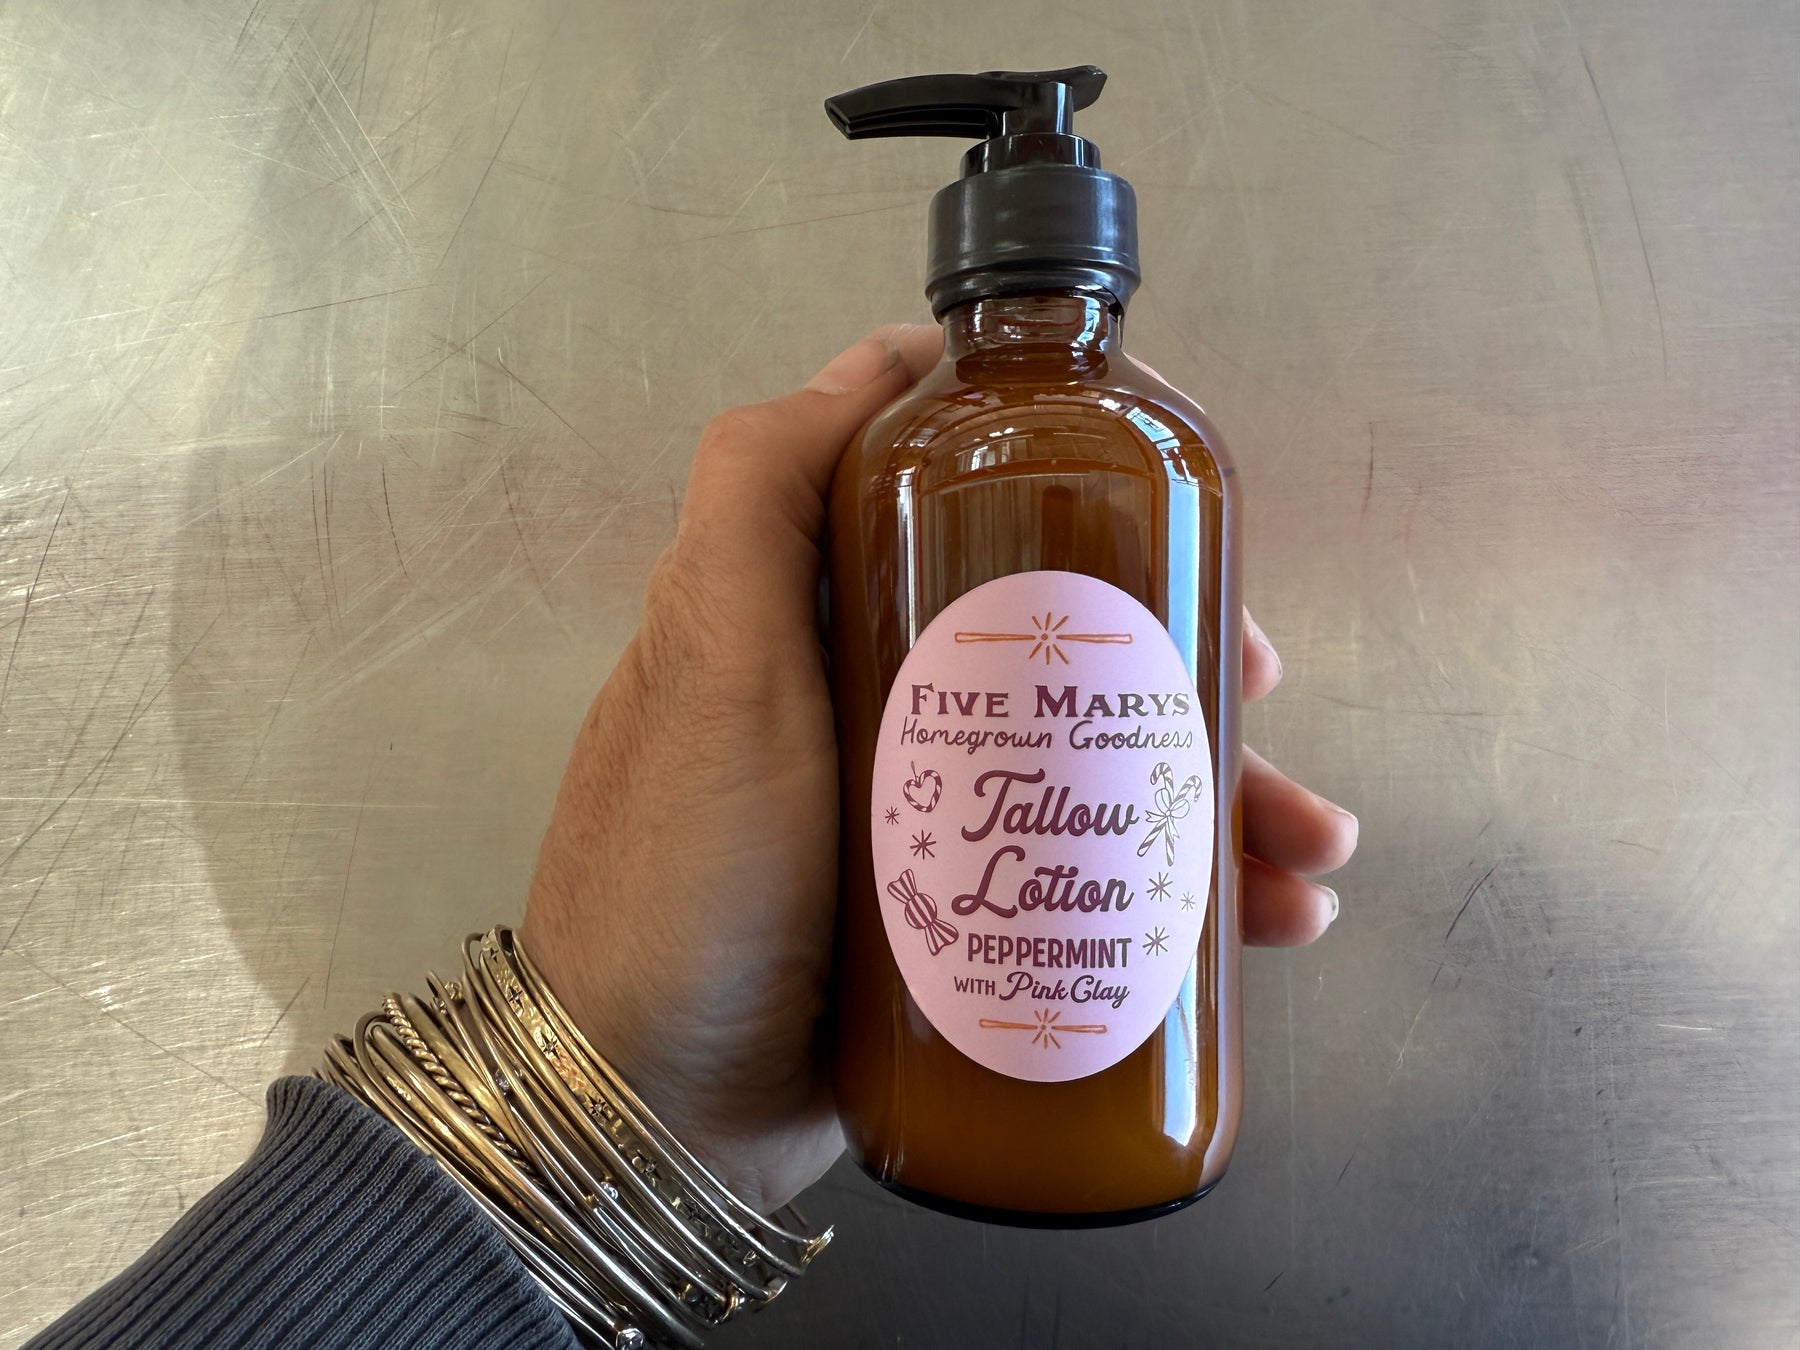 FIVE MARYS
Homegrown Goodness
Tallow
Lotion
PEPPERMINT
WITH Pink Clay